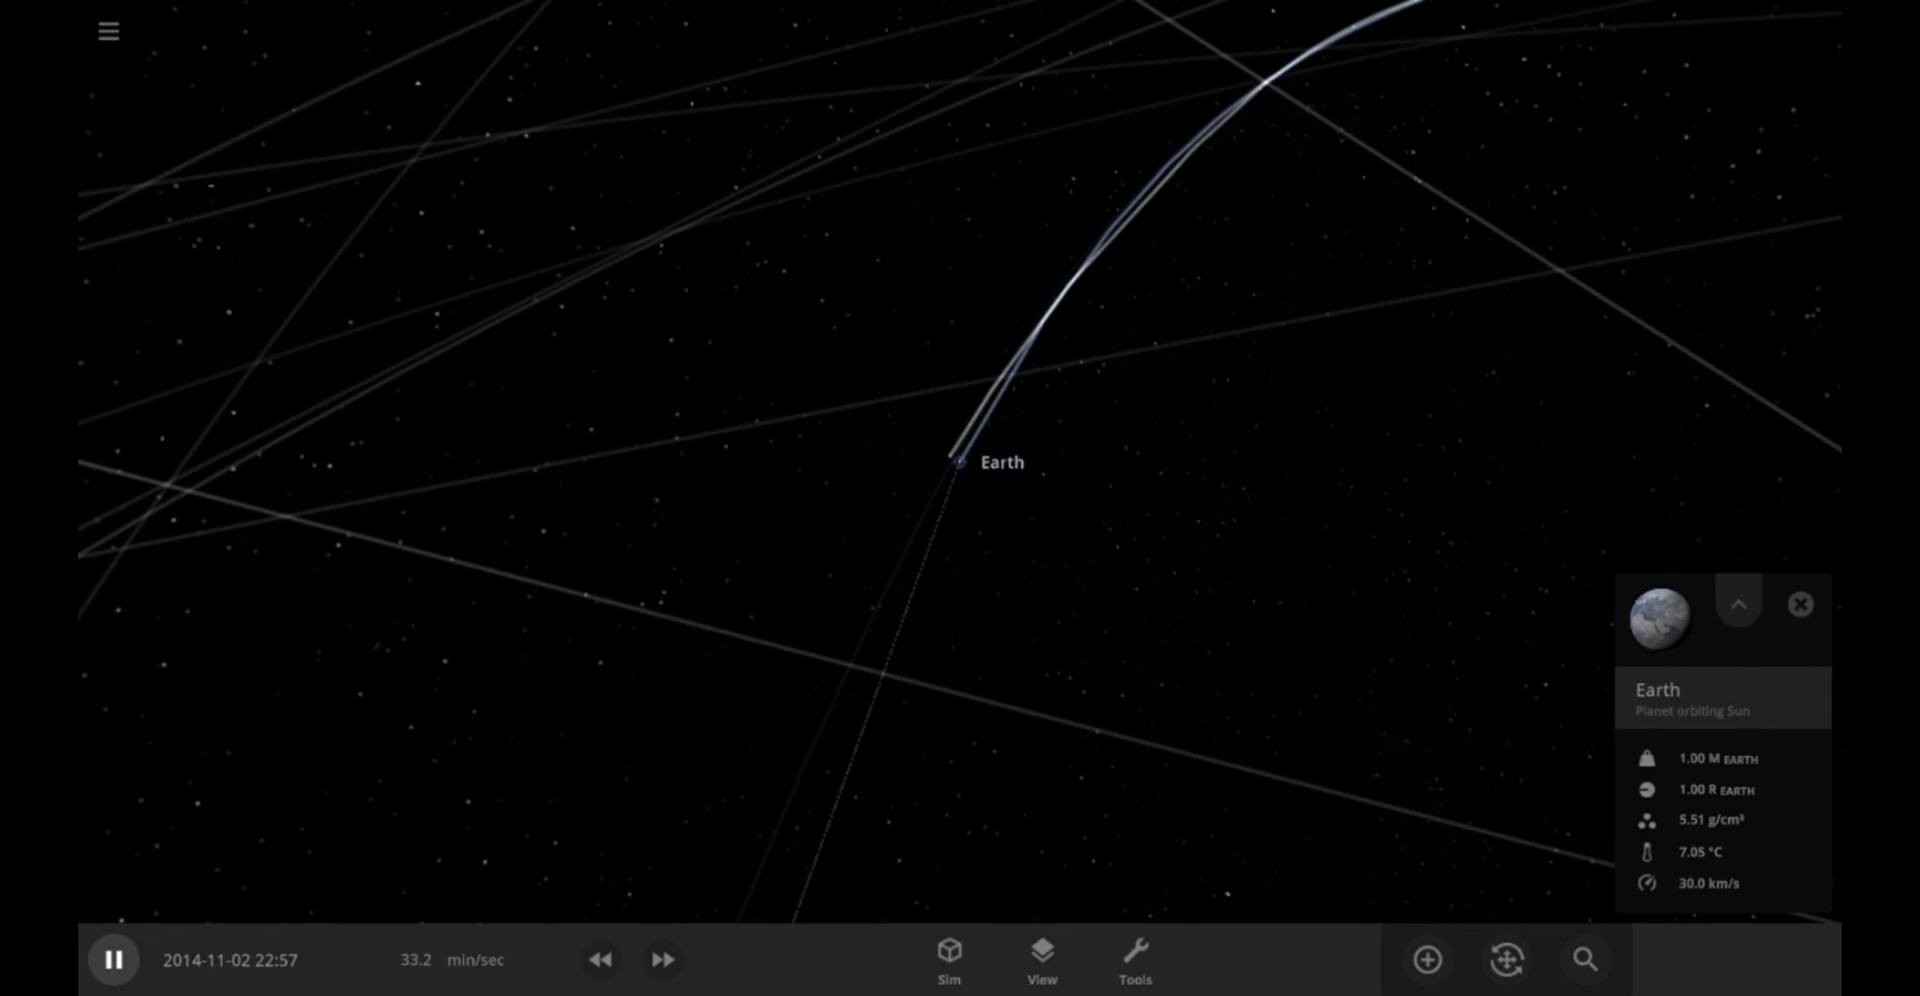 Earth
Earth
Planet orbiting Sun
1.00 M EARTH
1.00 R EARTH
5.51 g/cm³
7.05 °C
30.0 km/s
2014-11-02 22:57 33.2 min/sec
Sim View Tools